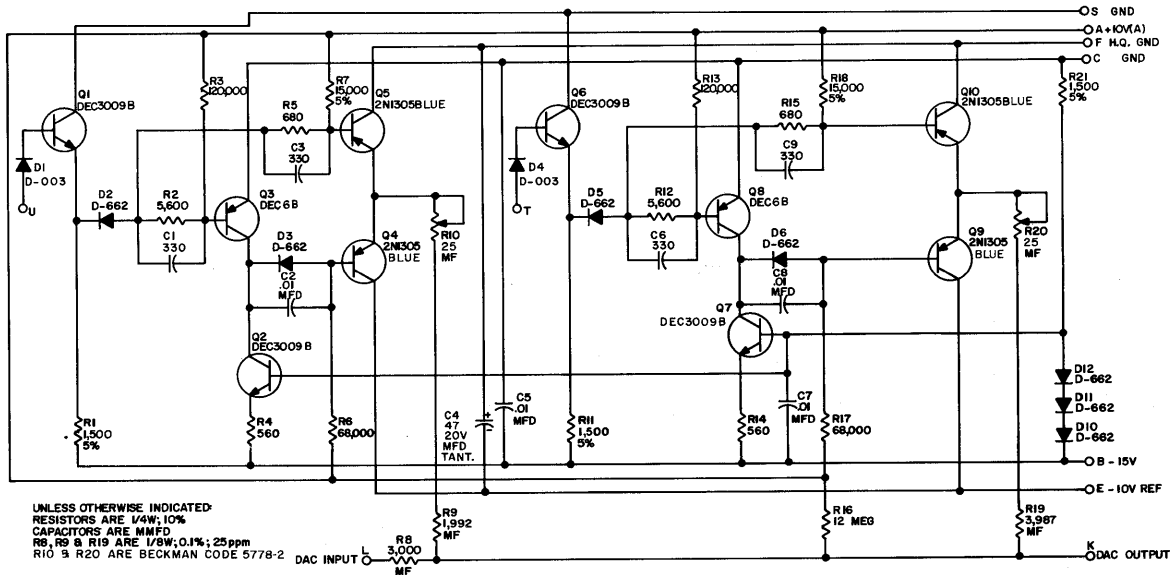 S GND
A+10V(A)
F H.Q. GND
C GND
Q1
DEC3009B
R3
120,000
R7
15,000
5%
Q5
2N1305BLUE
R5
680
C3
330
D1
D-003
U
D2
D-662
R2
5,600
C1
330
Q3
DEC6B
D3
D-662
C2
.01
MFD
Q4
2N1305
BLUE
R10
25
MF
Q2
DEC3009B
R1
1,500
5%
R4
560
R6
68,000
C4
47
20V
MFD
TANT.
C5
.01
MFD
Q6
DEC3009B
R13
120,000
R18
15,000
5%
Q10
2N1305BLUE
R21
1,500
5%
R15
680
C9
330
D4
D-003
T
D5
D-662
R12
5,600
C6
330
Q8
DEC6B
D6
D-662
C8
.01
MFD
Q9
2N1305
BLUE
R20
25
MF
Q7
DEC3009B
R11
1,500
5%
R14
560
C7
.01
MFD
R17
68,000
D12
D-662
D11
D-662
D10
D-662
B -15V
E -10V REF
R9
1,992
MF
R16
12 MEG
R19
3,987
MF
UNLESS OTHERWISE INDICATED:
RESISTORS ARE 1/4W; 10%
CAPACITORS ARE MMFD
R8, R9 & R19 ARE 1/8W; 0.1%; 25ppm
R10 & R20 ARE BECKMAN CODE 5778-2
DAC INPUT L
R8
3,000
MF
K
DAC OUTPUT